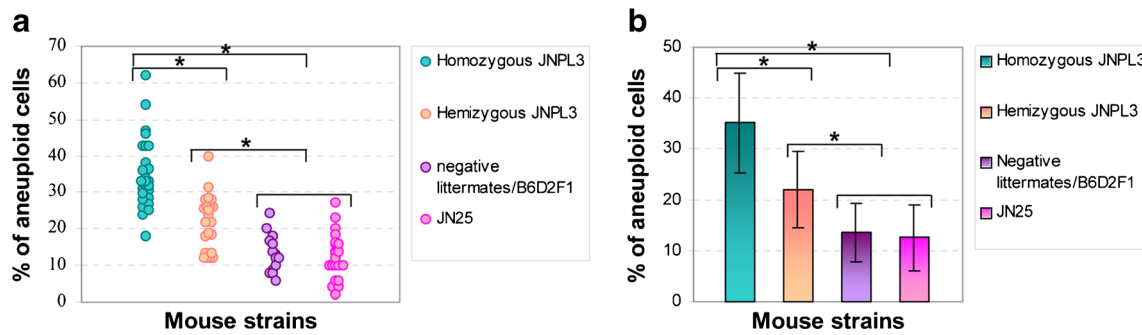 a
70
60
50
40
30
20
10
0
% of aneuploid cells
*
*
*
Mouse strains
Homozygous JNPL3
Hemizygous JNPL3
negative
littermates/B6D2F1
JN25
b
50
40
30
20
10
0
% of aneuploid cells
*
*
*
Mouse strains
Homozygous JNPL3
Hemizygous JNPL3
Negative
littermates/B6D2F1
JN25